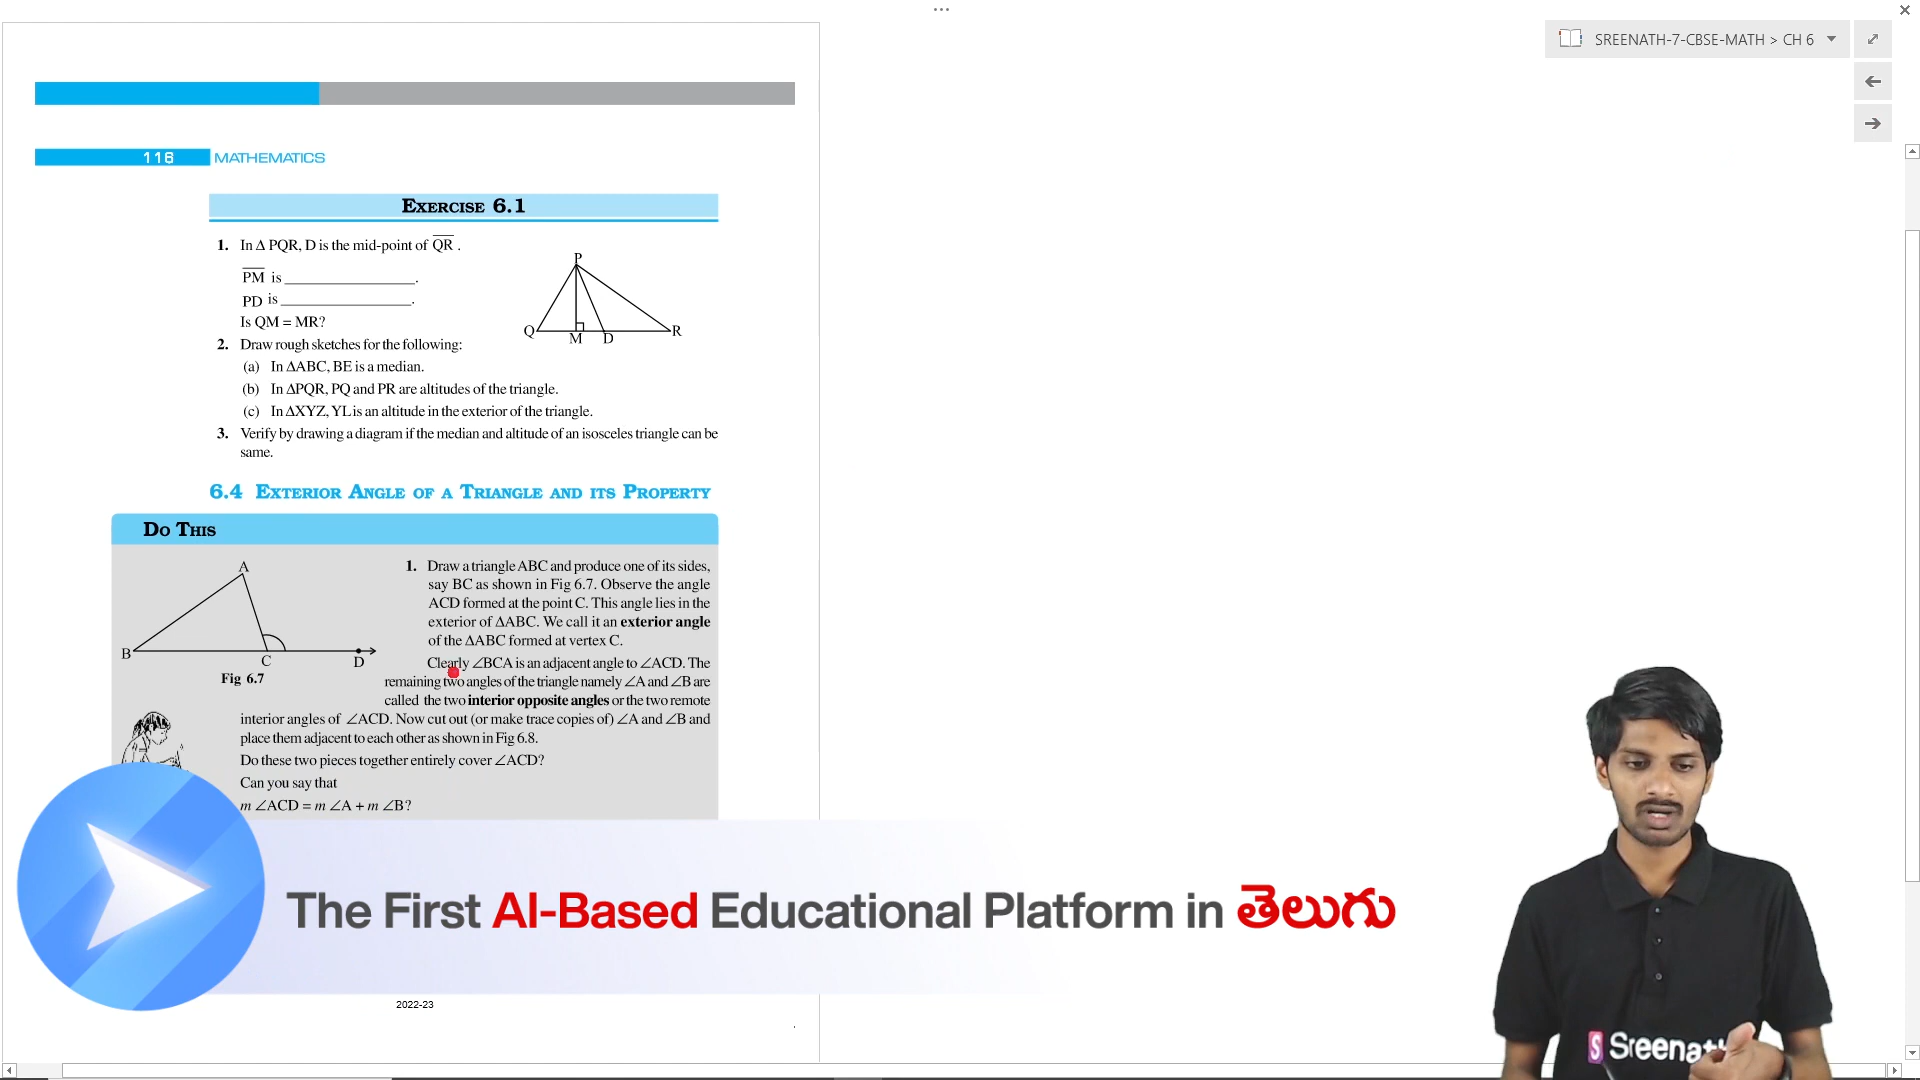 SREENATH-7-CBSE-MATH > CH 6
116 MATHEMATICS
EXERCISE 6.1
1. In Δ PQR, D is the mid-point of Q̅R̅ .
P̅M̅ is _________________.
PD is _________________.
Is QM = MR?
P
Q M D R
2. Draw rough sketches for the following:
(a) In ΔABC, BE is a median.
(b) In ΔPQR, PQ and PR are altitudes of the triangle.
(c) In ΔXYZ, YL is an altitude in the exterior of the triangle.
3. Verify by drawing a diagram if the median and altitude of an isosceles triangle can be
same.
6.4 EXTERIOR ANGLE OF A TRIANGLE AND ITS PROPERTY
DO THIS
A
B C D
Fig 6.7
1. Draw a triangle ABC and produce one of its sides,
say BC as shown in Fig 6.7. Observe the angle
ACD formed at the point C. This angle lies in the
exterior of ΔABC. We call it an exterior angle
of the ΔABC formed at vertex C.
Clearly ∠BCA is an adjacent angle to ∠ACD. The
remaining two angles of the triangle namely ∠A and ∠B are
called the two interior opposite angles or the two remote
interior angles of ∠ACD. Now cut out (or make trace copies of) ∠A and ∠B and
place them adjacent to each other as shown in Fig 6.8.
Do these two pieces together entirely cover ∠ACD?
Can you say that
m ∠ACD = m ∠A + m ∠B?
The First AI-Based Educational Platform in తెలుగు
2022-23
S